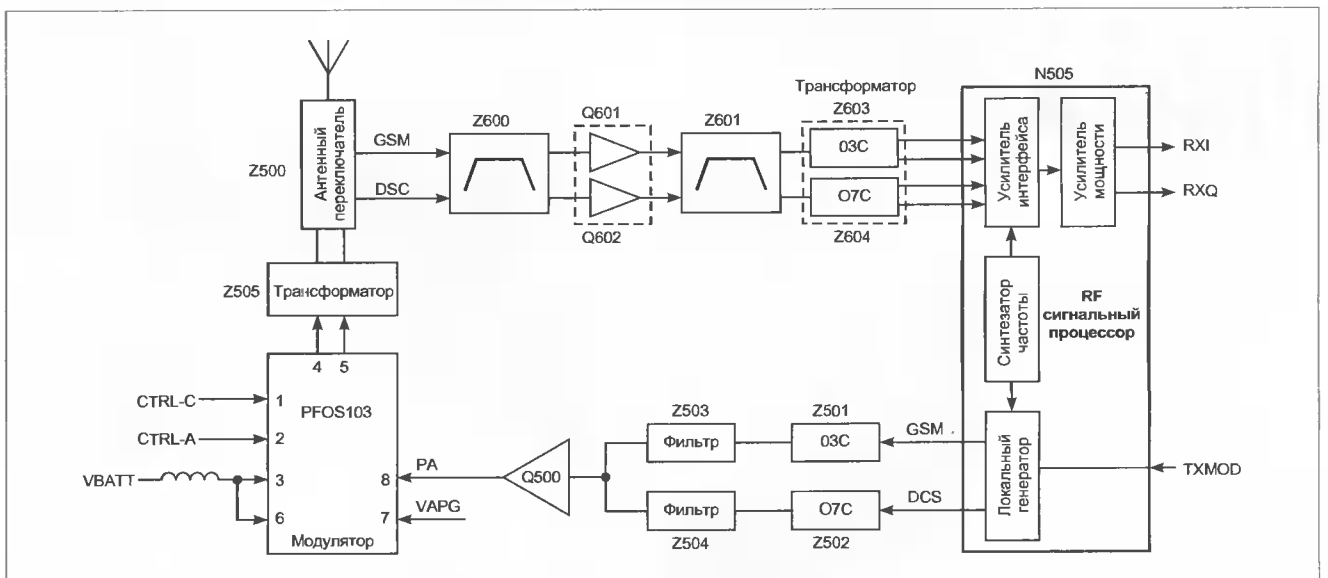 N505
Трансформатор
Z603
Q601
Z600
Z601
Z500
Антенный
переключатель
GSM
DSC
03C
O7C
Q602
Z604
Усилитель
интерфейса
Усилитель
мощности
RXI
RXQ
Z505
Трансформатор
Синтезатор
частоты
RF
сигнальный
процессор
4 5
PFOS103
CTRL-C
1
CTRL-A
2
VBATT
3
6
8
7
Модулятор
PA
VAPG
Q500
Z503
Фильтр
Z501
03C
GSM
Фильтр
Z504
O7C
Z502
DCS
Локальный
генератор
TXMOD